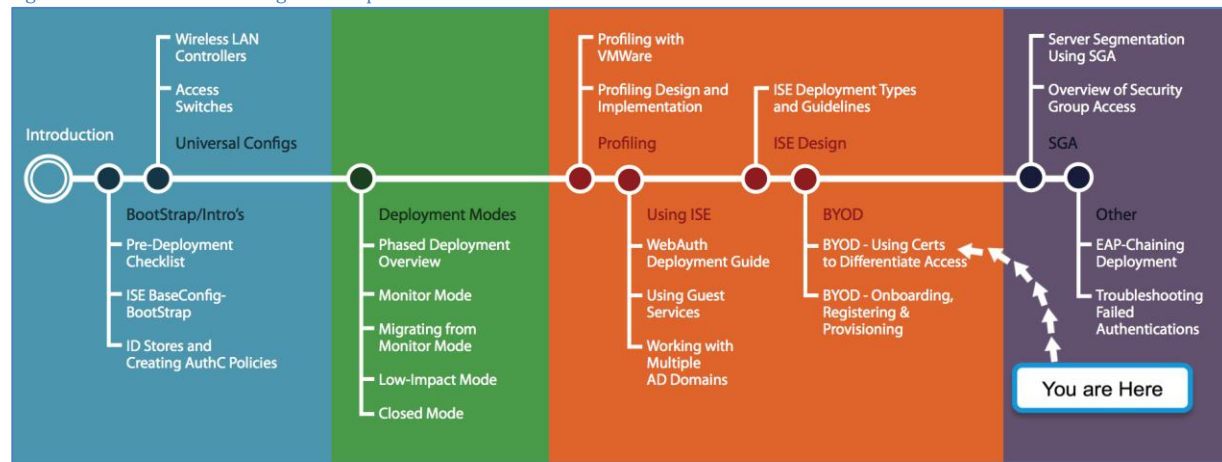 Introduction
Wireless LAN
Controllers
Access
Switches
Universal Configs
BootStrap/Intro's
Pre-Deployment
Checklist
ISE BaseConfig-
BootStrap
ID Stores and
Creating AuthC Policies
Deployment Modes
Phased Deployment
Overview
Monitor Mode
Migrating from
Monitor Mode
Low-Impact Mode
Closed Mode
Profiling with
VMWare
Profiling Design and
Implementation
Profiling
Using ISE
WebAuth
Deployment Guide
Using Guest
Services
Working with
Multiple
AD Domains
ISE Deployment Types
and Guidelines
ISE Design
BYOD
BYOD - Using Certs
to Differentiate Access
BYOD - Onboarding,
Registering &
Provisioning
Server Segmentation
Using SGA
Overview of Security
Group Access
SGA
Other
EAP-Chaining
Deployment
Troubleshooting
Failed
Authentications
You are Here